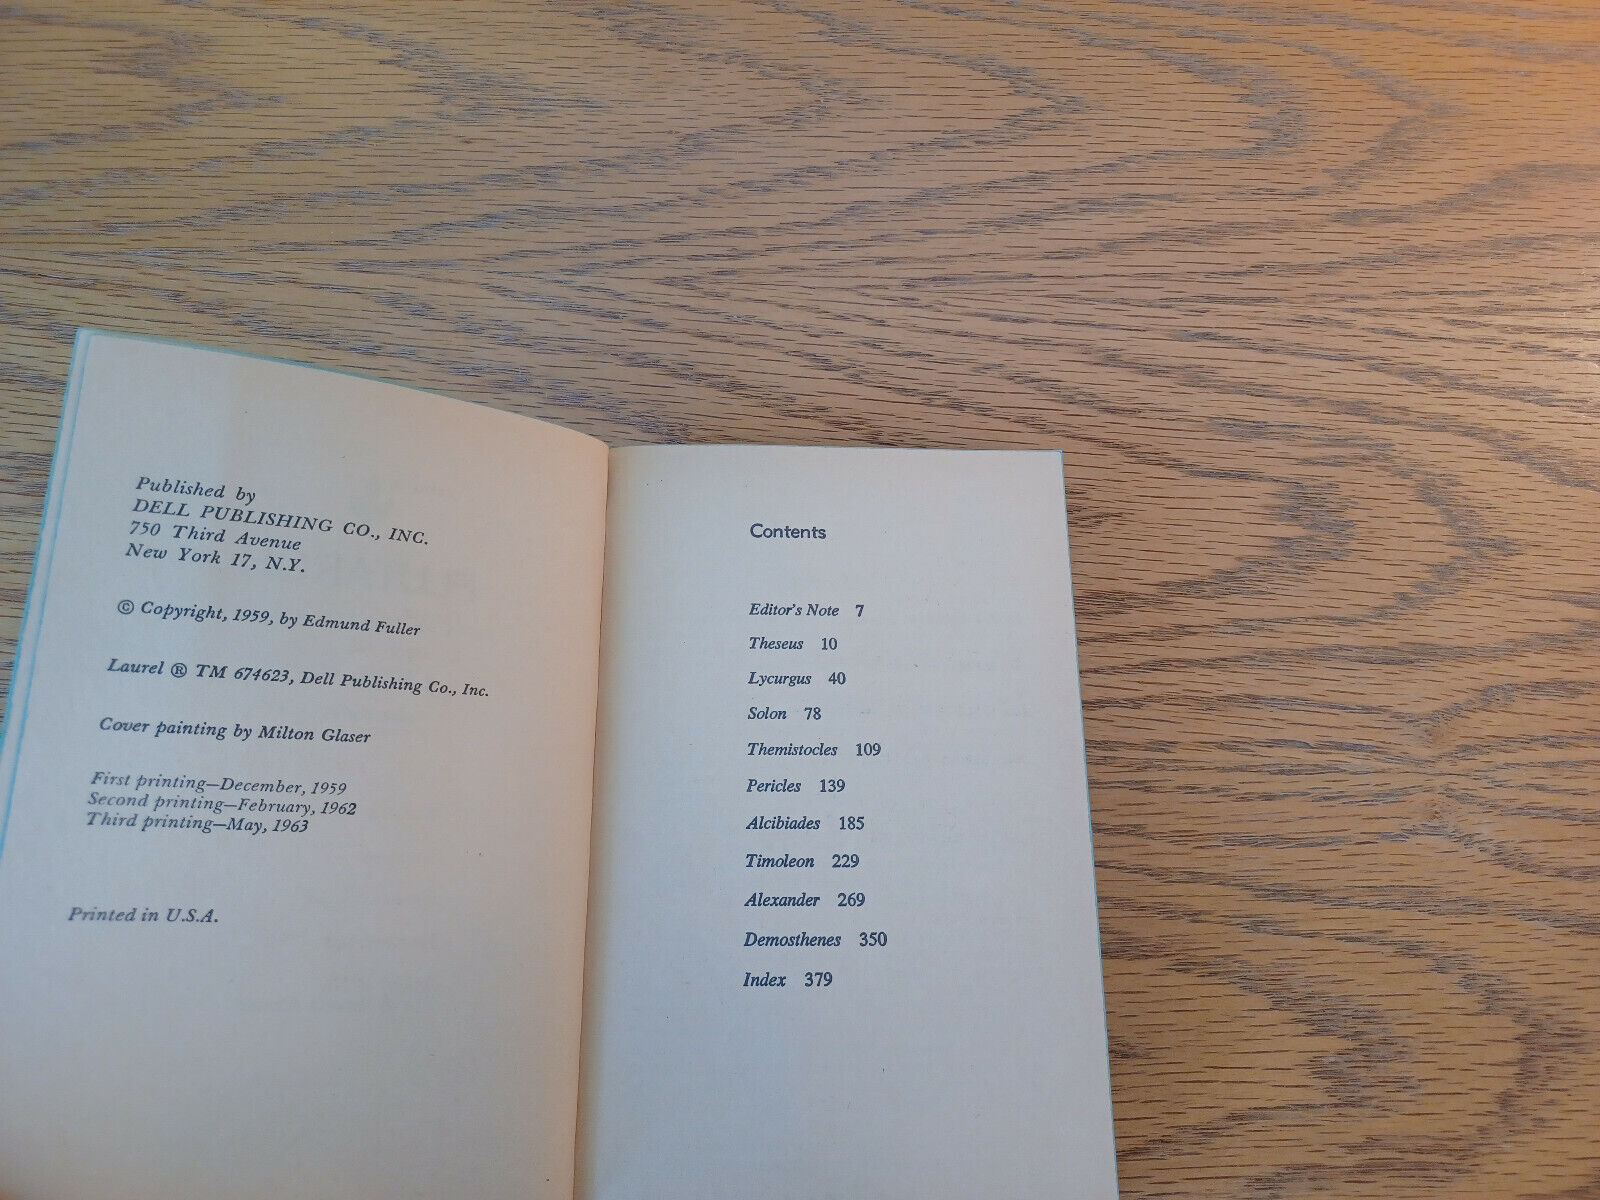 Published by
DELL PUBLISHING CO., INC.
750 Third Avenue
New York 17, N.Y.
© Copyright, 1959, by Edmund Fuller
Laurel ® TM 674623, Dell Publishing Co., Inc.
Cover painting by Milton Glaser
First printing—December, 1959
Second printing—February, 1962
Third printing—May, 1963
Printed in U.S.A.
Contents
Editor's Note 7
Theseus 10
Lycurgus 40
Solon 78
Themistocles 109
Pericles 139
Alcibiades 185
Timoleon 229
Alexander 269
Demosthenes 350
Index 379